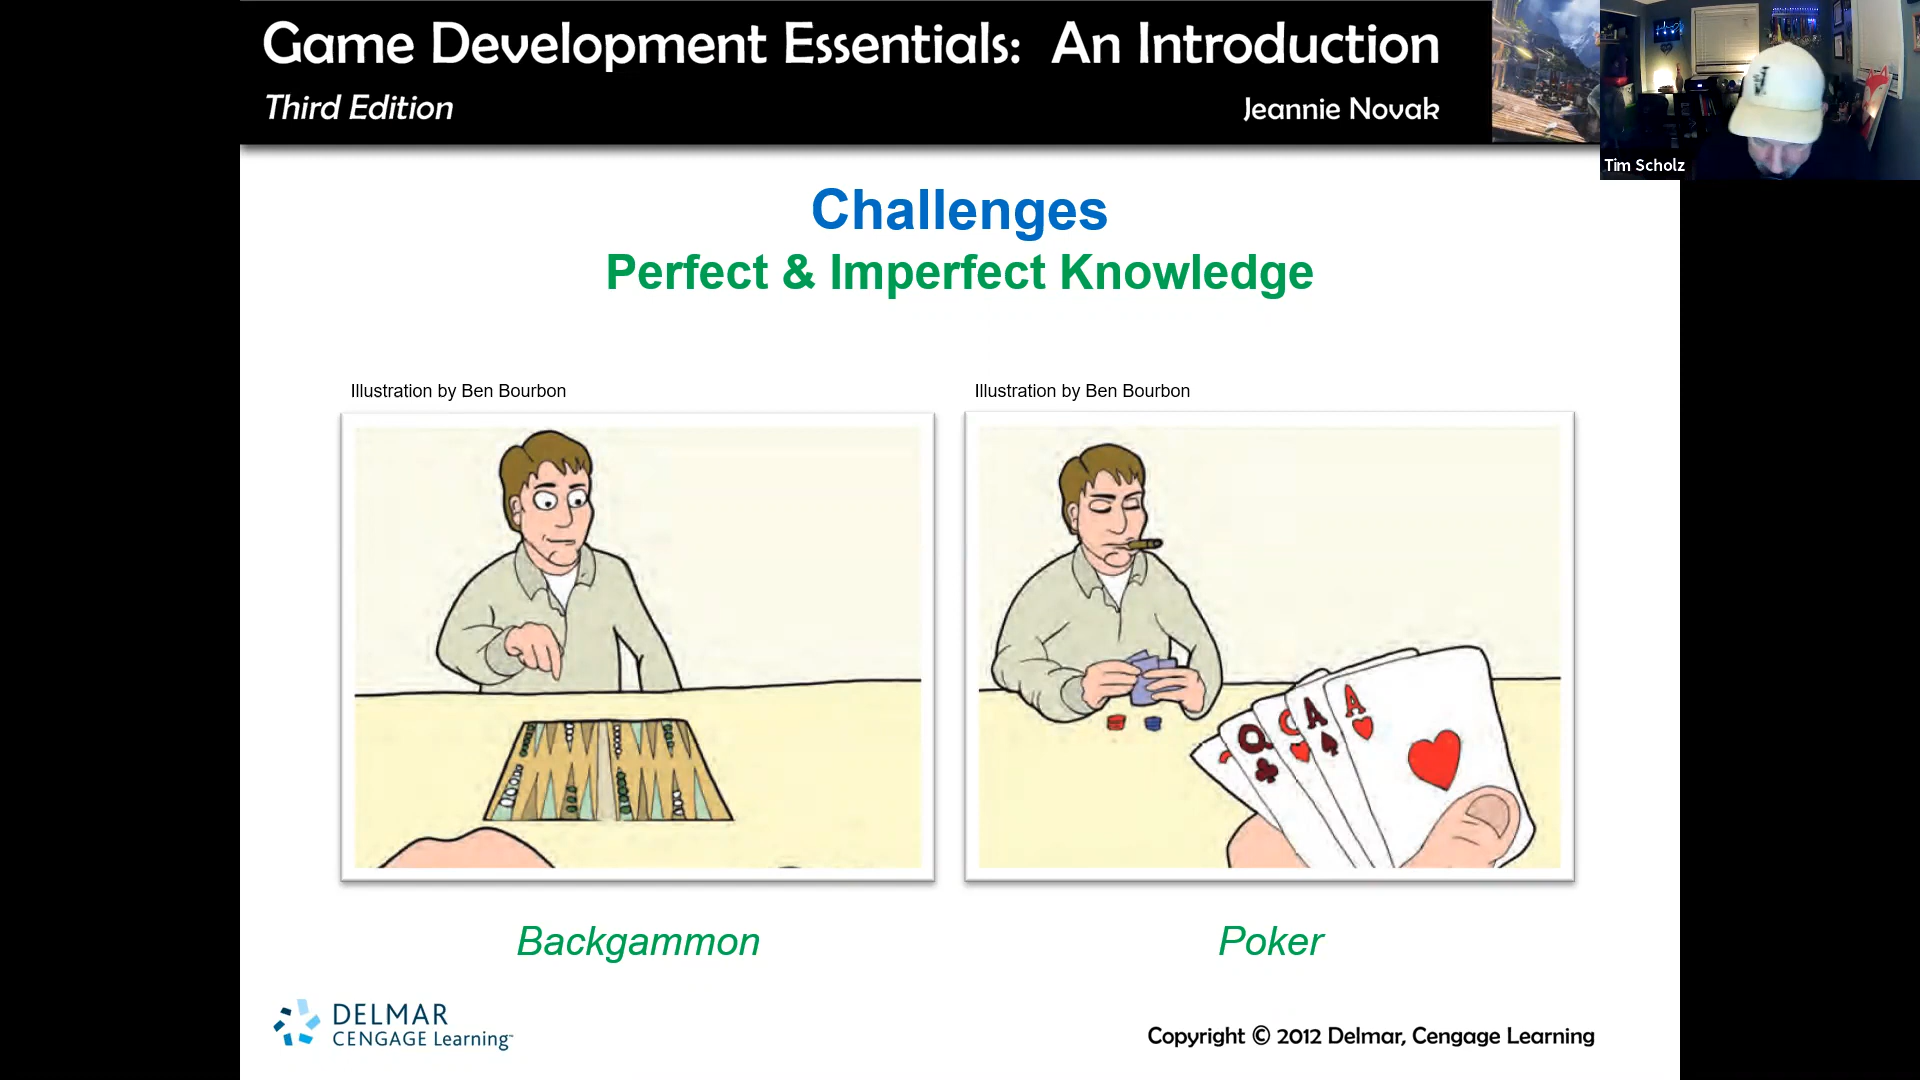 Game Development Essentials: An Introduction
Third Edition
Jeannie Novak
Tim Scholz
Challenges
Perfect & Imperfect Knowledge
Illustration by Ben Bourbon
Illustration by Ben Bourbon
Q
A
A
Backgammon
Poker
DELMAR
CENGAGE Learning™
Copyright © 2012 Delmar, Cengage Learning